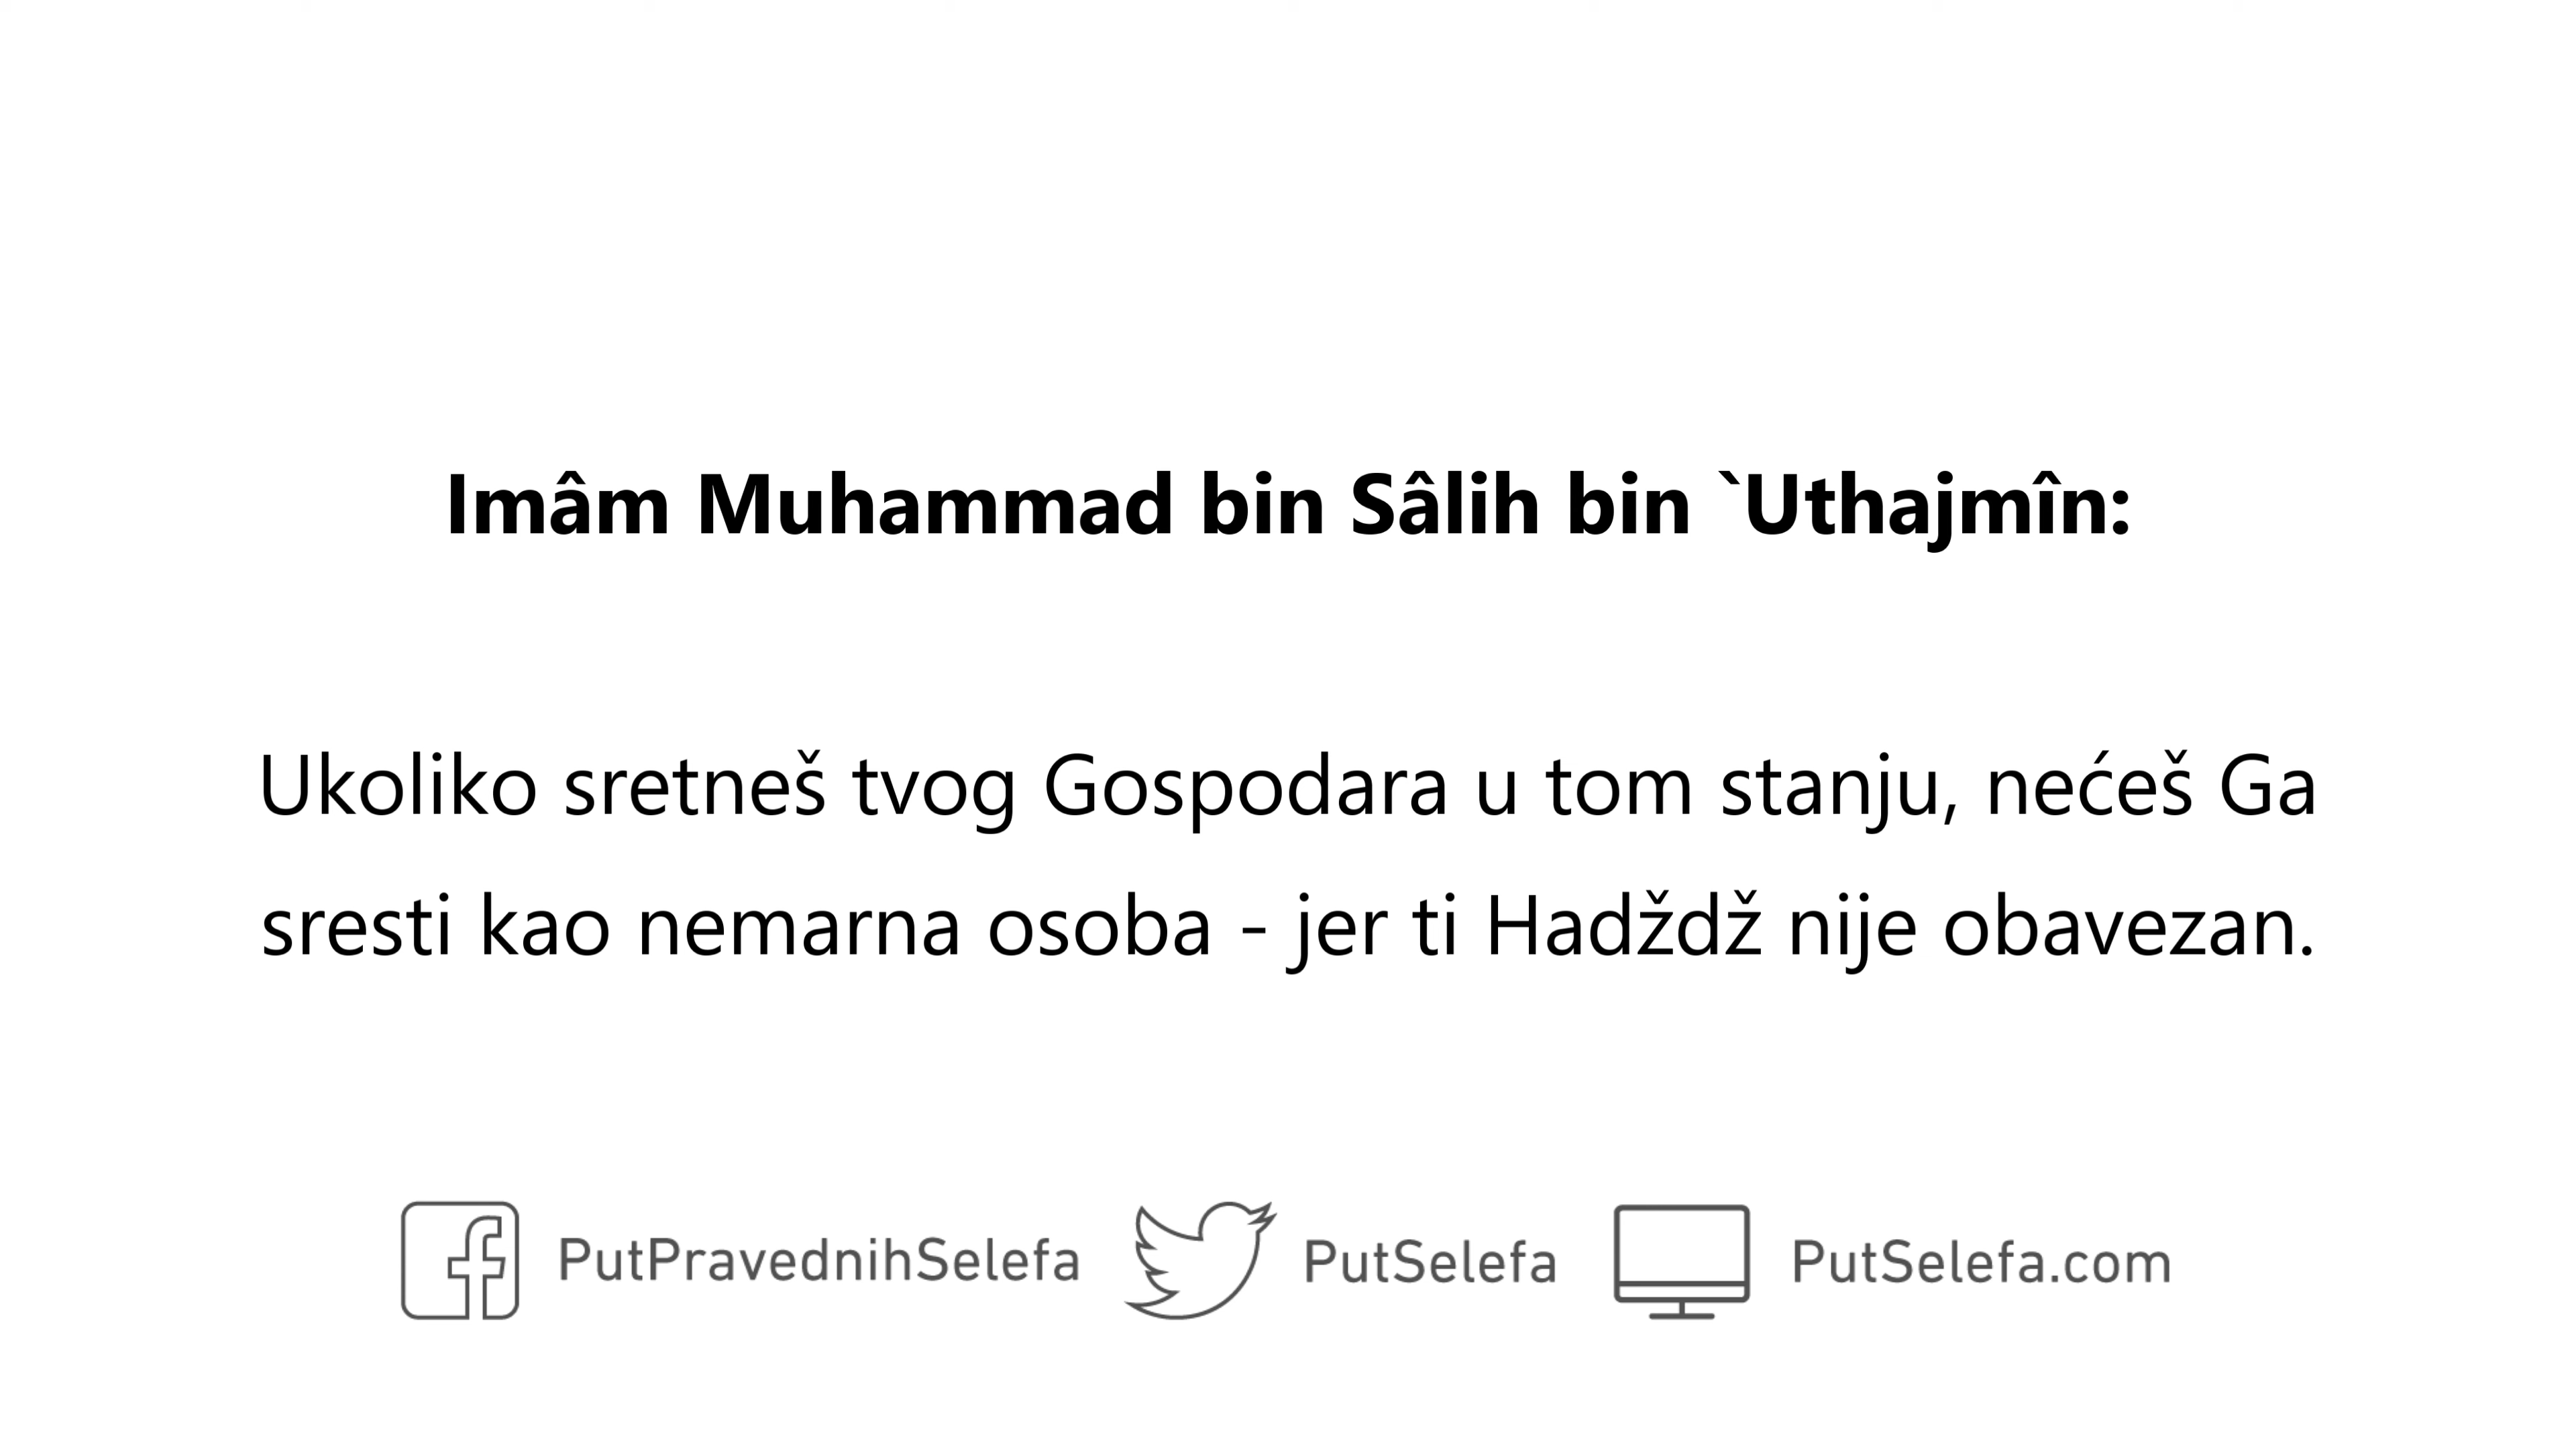 Imâm Muhammad bin Sâlih bin `Uthajmîn:
Ukoliko sretneš tvog Gospodara u tom stanju, nećeš Ga
sresti kao nemarna osoba - jer ti Hadždž nije obavezan.
PutPravednihSelefa PutSelefa PutSelefa.com